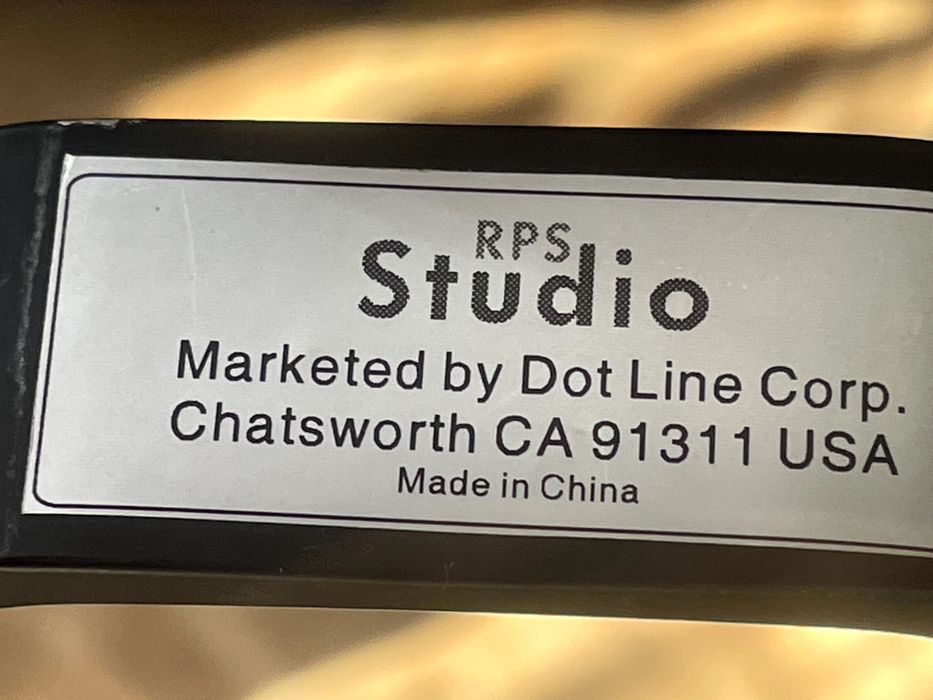 RPS
Studio
Marketed by Dot Line Corp.
Chatsworth CA 91311 USA
Made in China